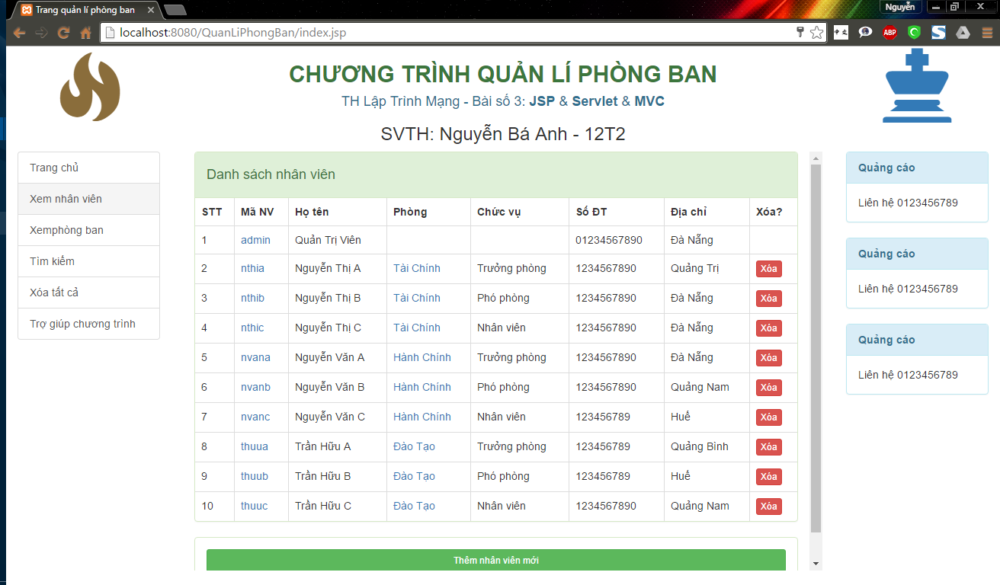 Trang quản lí phòng ban
Nguyễn
localhost:8080/QuanLiPhongBan/index.jsp
ABP
CHƯƠNG TRÌNH QUẢN LÍ PHÒNG BAN
TH Lập Trình Mạng - Bài số 3: JSP & Servlet & MVC
SVTH: Nguyễn Bá Anh - 12T2
Trang chủ
Xem nhân viên
Xemphòng ban
Tìm kiếm
Xóa tất cả
Trợ giúp chương trình
Danh sách nhân viên
STT Mã NV Họ tên Phòng Chức vụ Số ĐT Địa chỉ Xóa?
1 admin Quản Trị Viên 01234567890 Đà Nẵng
2 nthia Nguyễn Thị A Tài Chính Trưởng phòng 1234567890 Quảng Trị Xóa
3 nthib Nguyễn Thị B Tài Chính Phó phòng 1234567890 Đà Nẵng Xóa
4 nthic Nguyễn Thị C Tài Chính Nhân viên 1234567890 Đà Nẵng Xóa
5 nvana Nguyễn Văn A Hành Chính Trưởng phòng 1234567890 Đà Nẵng Xóa
6 nvanb Nguyễn Văn B Hành Chính Phó phòng 1234567890 Quảng Nam Xóa
7 nvanc Nguyễn Văn C Hành Chính Nhân viên 123456789 Huế Xóa
8 thuua Trần Hữu A Đào Tạo Trưởng phòng 123456789 Quảng Bình Xóa
9 thuub Trần Hữu B Đào Tạo Phó phòng 123456789 Huế Xóa
10 thuuc Trần Hữu C Đào Tạo Nhân viên 1234567890 Quảng Nam Xóa
Thêm nhân viên mới
Quảng cáo
Liên hệ 0123456789
Quảng cáo
Liên hệ 0123456789
Quảng cáo
Liên hệ 0123456789